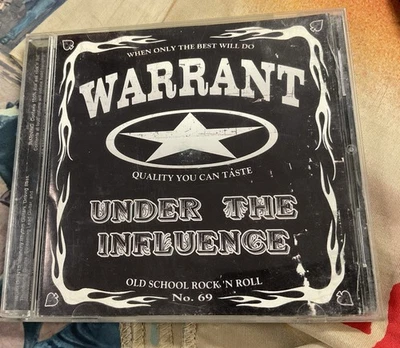 WHEN ONLY THE BEST WILL DO
WARRANT
QUALITY YOU CAN TASTE
UNDER THE
INFLUENCE
OLD SCHOOL ROCK 'N ROLL
No. 69